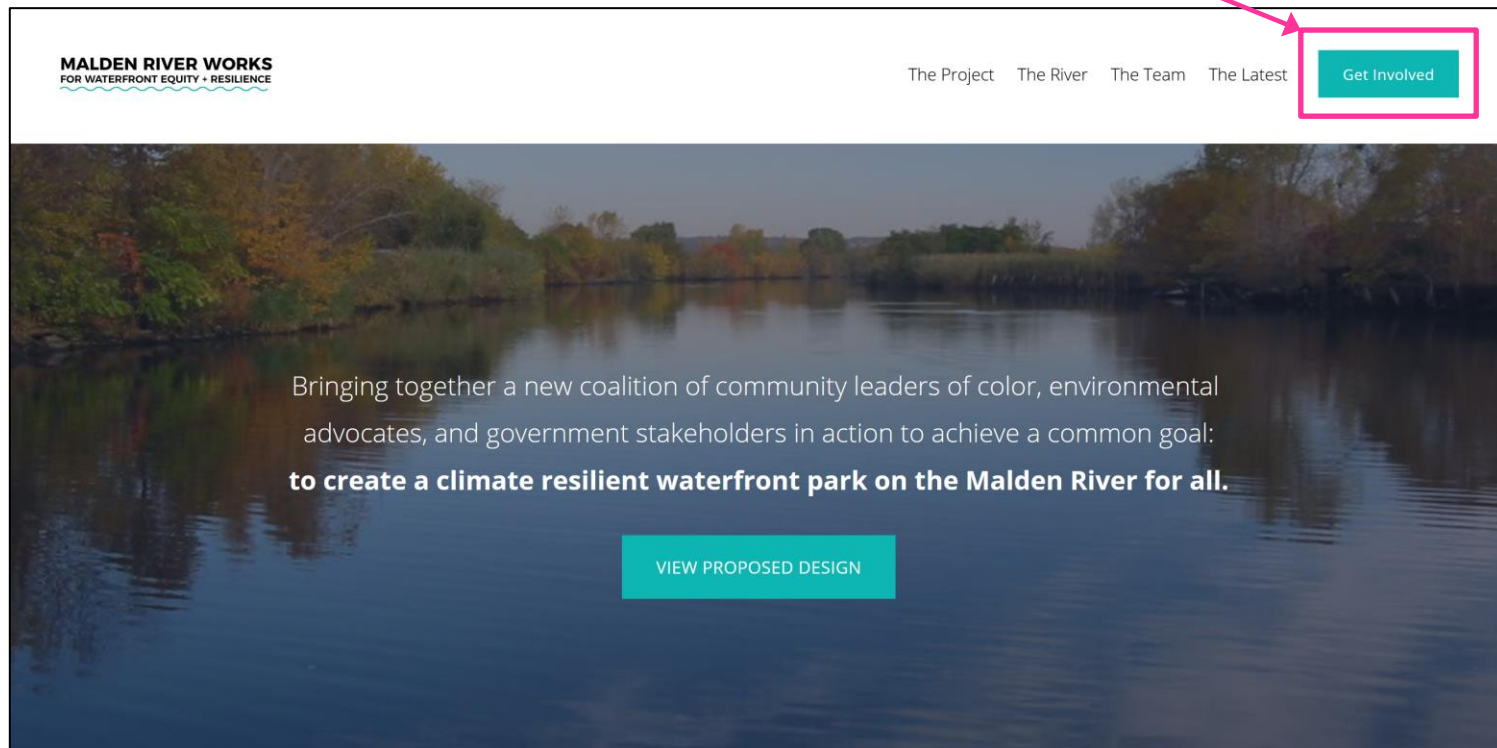 MALDEN RIVER WORKS
FOR WATERFRONT EQUITY + RESILIENCE
The Project The River The Team The Latest Get Involved
Bringing together a new coalition of community leaders of color, environmental
advocates, and government stakeholders in action to achieve a common goal:
to create a climate resilient waterfront park on the Malden River for all.
VIEW PROPOSED DESIGN